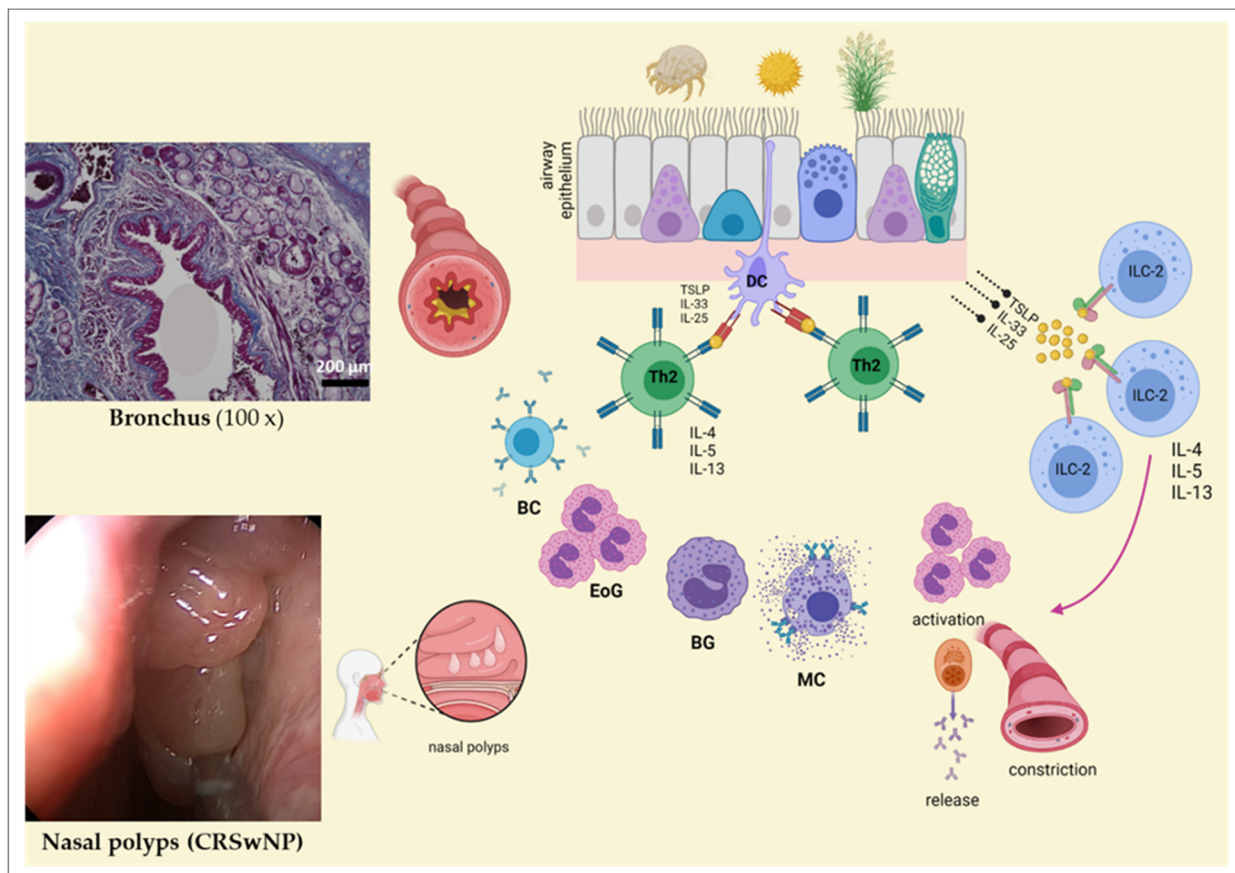 airway
epithelium
200 µm
Bronchus (100 x)
DC
TSLP
IL-33
IL-25
Th2
Th2
IL-4
IL-5
IL-13
TSLP
IL-33
IL-25
ILC-2
ILC-2
ILC-2
IL-4
IL-5
IL-13
BC
EoG
BG
MC
activation
release
constriction
nasal polyps
Nasal polyps (CRSwNP)